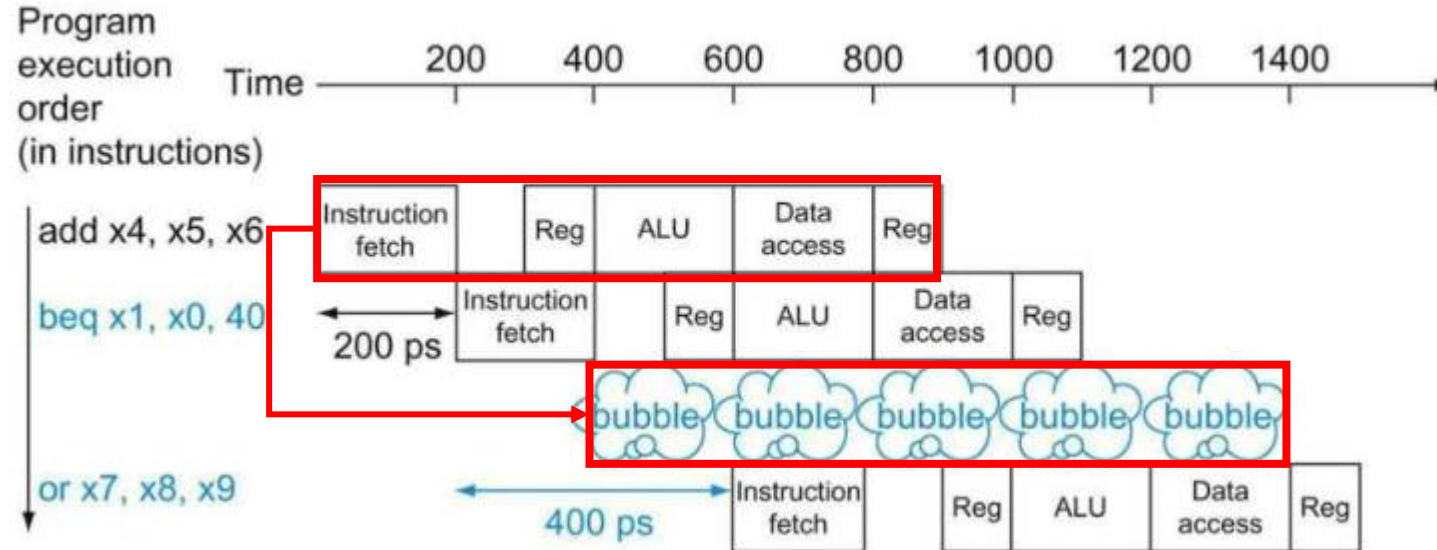 Program
execution
order
(in instructions)
Time
200 400 600 800 1000 1200 1400
add x4, x5, x6
Instruction
fetch
Reg
ALU
Data
access
Reg
beq x1, x0, 40
200 ps
Instruction
fetch
Reg
ALU
Data
access
Reg
bubble bubble bubble bubble bubble
or x7, x8, x9
400 ps
Instruction
fetch
Reg
ALU
Data
access
Reg